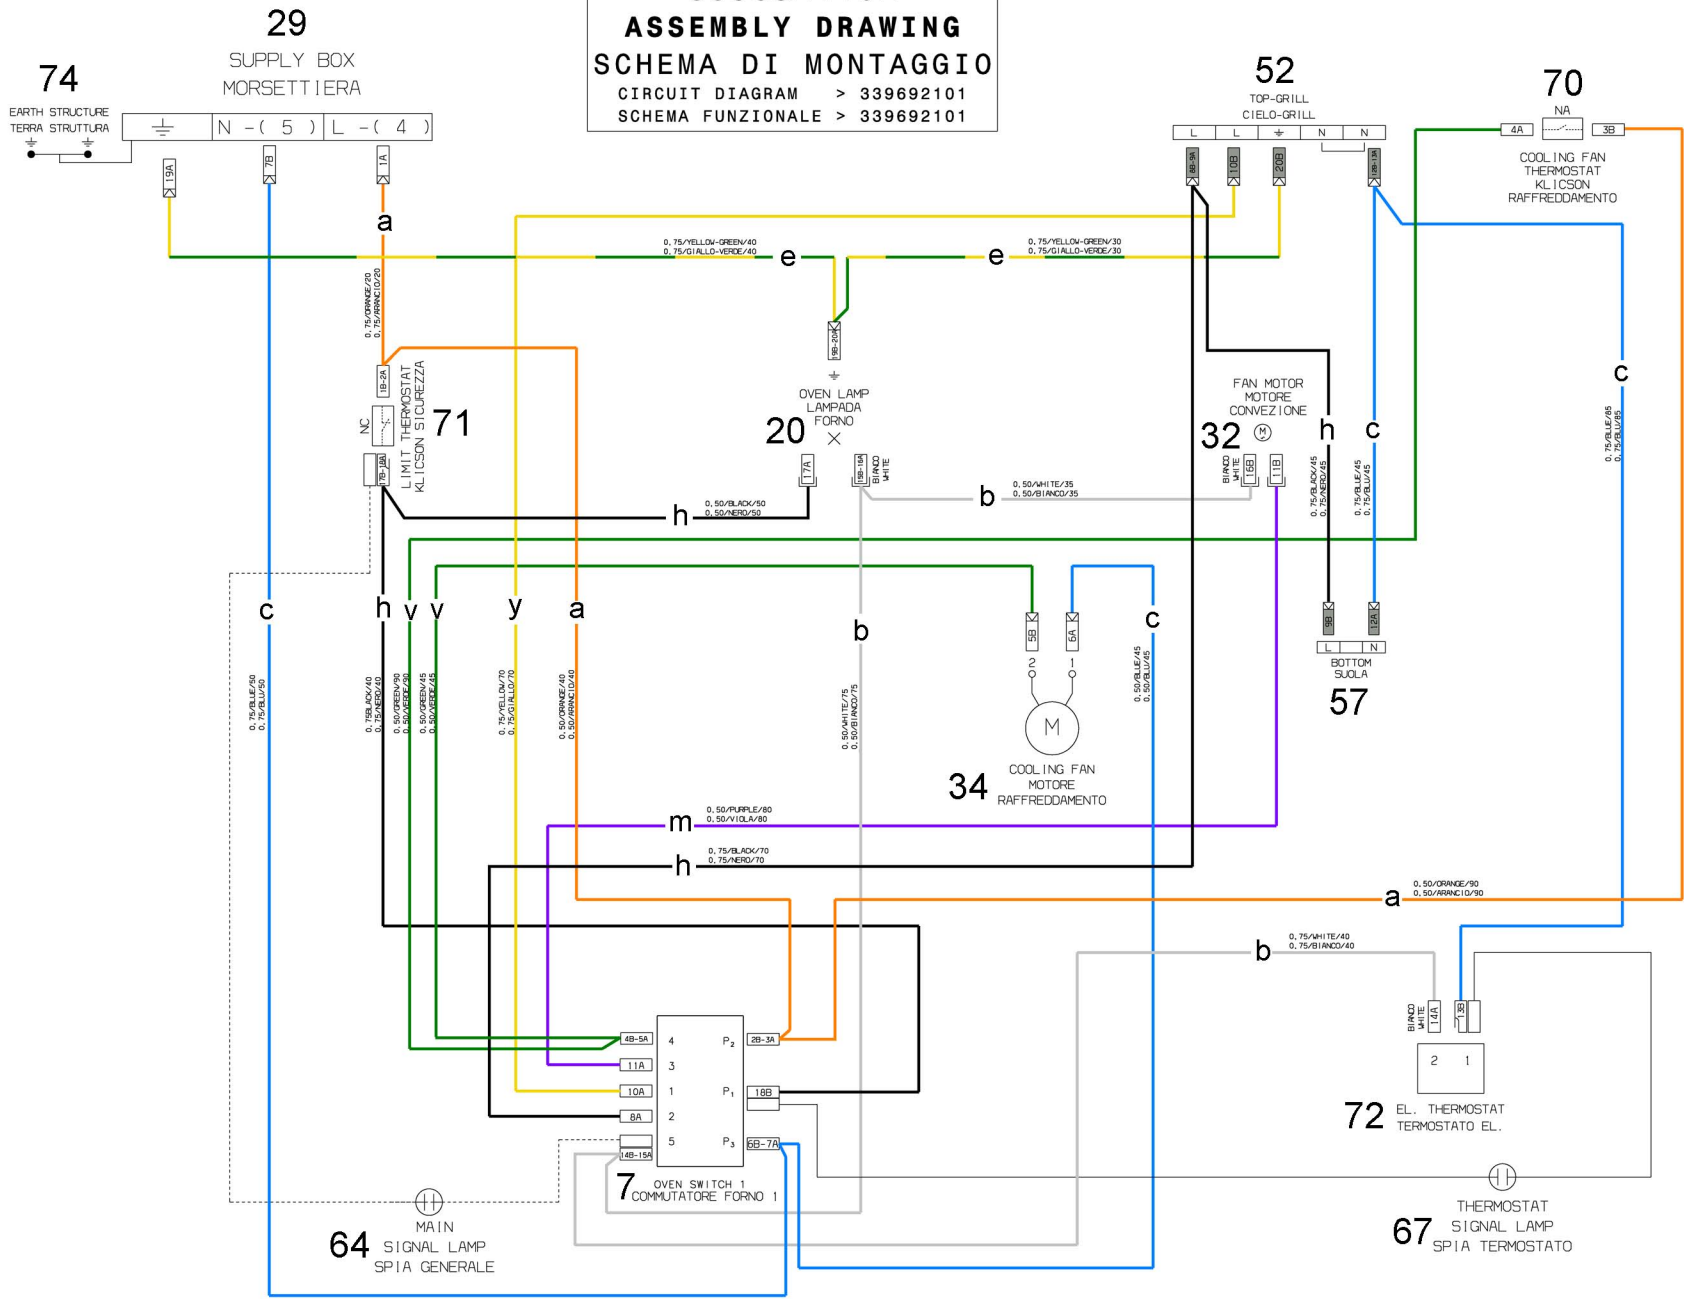 ASSEMBLY DRAWING
SCHEMA DI MONTAGGIO
CIRCUIT DIAGRAM > 339692101
SCHEMA FUNZIONALE > 339692101
29
SUPPLY BOX
MORSETTIERA
74
EARTH STRUCTURE
TERRA STRUTTURA
N -( 5 )
L -( 4 )
19A
7B
1A
a
52
TOP-GRILL
CIELO-GRILL
L
L
N
N
8B-9A
10B
20B
12B-13A
70
NA
4A
3B
COOLING FAN
THERMOSTAT
KLICSON
RAFFREDDAMENTO
0,75/YELLOW-GREEN/40
0,75/GIALLO-VERDE/40
e
e
0,75/YELLOW-GREEN/30
0,75/GIALLO-VERDE/30
0,75/ORANGE/20
0,75/ARANCIO/20
1B-2A
NC
LIMIT THERMOSTAT
KLICSON SICUREZZA
71
17B-18A
19B-20A
OVEN LAMP
LAMPADA
FORNO
20
17A
15B-16A
BIANCO
WHITE
FAN MOTOR
MOTORE
CONVEZIONE
32
M
BIANCO
WHITE
16B
11B
h
c
c
0,75/BLACK/45
0,75/NERO/45
0,75/BLUE/45
0,75/BLU/45
0,75/BLUE/85
0,75/BLU/85
h
0,50/BLACK/50
0,50/NERO/50
b
0,50/WHITE/35
0,50/BIANCO/35
c
h
v
v
y
a
b
c
5B
6A
2
1
M
COOLING FAN
MOTORE
RAFFREDDAMENTO
34
9B
12A
L
N
BOTTOM
SUOLA
57
0,75/BLUE/50
0,75/BLU/50
0,75BLACK/40
0,75/NERO/40
0,50/GREEN/90
0,50/VERDE/90
0,50/GREEN/45
0,50/VERDE/45
0,75/YELLOW/70
0,75/GIALLO/70
0,50/ORANGE/40
0,50/ARANCIO/40
0,50/WHITE/75
0,50/BIANCO/75
0,50/BLUE/45
0,50/BLU/45
m
0,50/PURPLE/80
0,50/VIOLA/80
h
0,75/BLACK/70
0,75/NERO/70
a
0,50/ORANGE/90
0,50/ARANCIO/90
b
0,75/WHITE/40
0,75/BIANCO/40
BIANCO
WHITE
14A
13B
2
1
72
EL. THERMOSTAT
TERMOSTATO EL.
4B-5A
4
P2
2B-3A
11A
3
10A
1
P1
18B
8A
2
5
P3
6B-7A
14B-15A
7
OVEN SWITCH 1
COMMUTATORE FORNO 1
64
MAIN
SIGNAL LAMP
SPIA GENERALE
67
THERMOSTAT
SIGNAL LAMP
SPIA TERMOSTATO